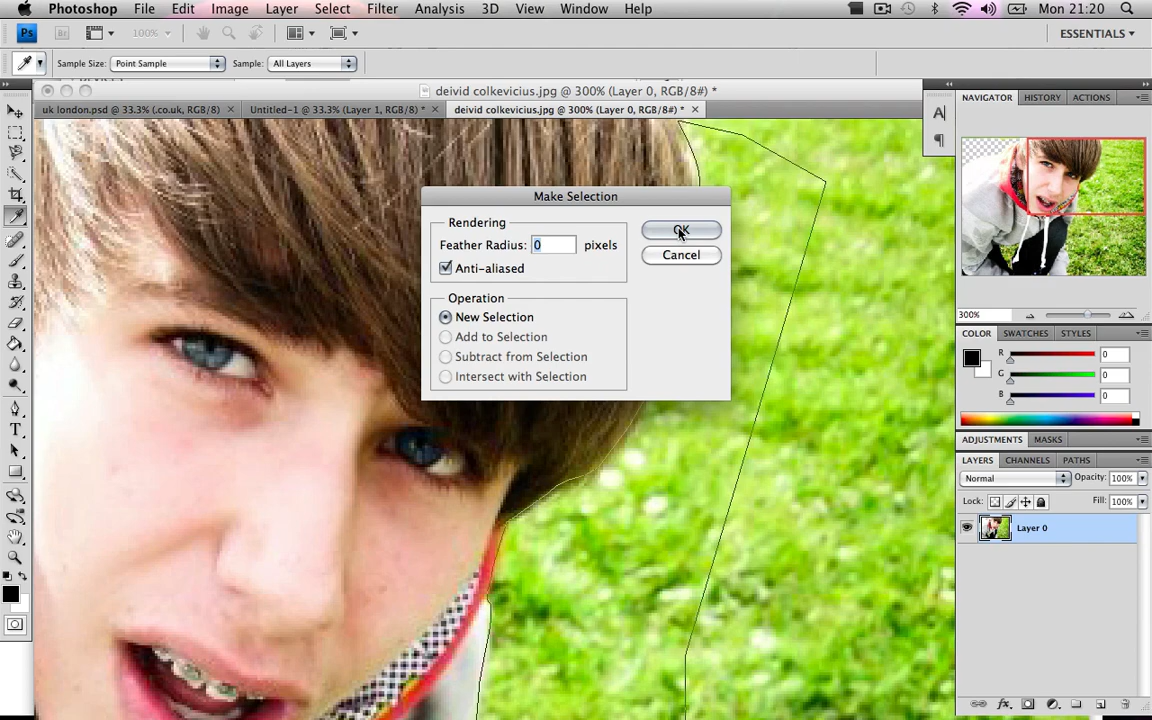 Photoshop File Edit Image Layer Select Filter Analysis 3D View Window Help Mon 21:20
Ps Br 100% ESSENTIALS
Sample Size: Point Sample Sample: All Layers
deivid colkevicius.jpg @ 300% (Layer 0, RGB/8#) *
uk london.psd @ 33.3% (.co.uk, RGB/8) Untitled-1 @ 33.3% (Layer 1, RGB/8) * deivid colkevicius.jpg @ 300% (Layer 0, RGB/8#) *
NAVIGATOR HISTORY ACTIONS
300%
COLOR SWATCHES STYLES
R 0
G 0
B 0
ADJUSTMENTS MASKS
LAYERS CHANNELS PATHS
Normal Opacity: 100%
Lock: Fill: 100%
Layer 0
fx
T
Make Selection
Rendering
Feather Radius: 0 pixels
Anti-aliased
OK
Cancel
Operation
New Selection
Add to Selection
Subtract from Selection
Intersect with Selection